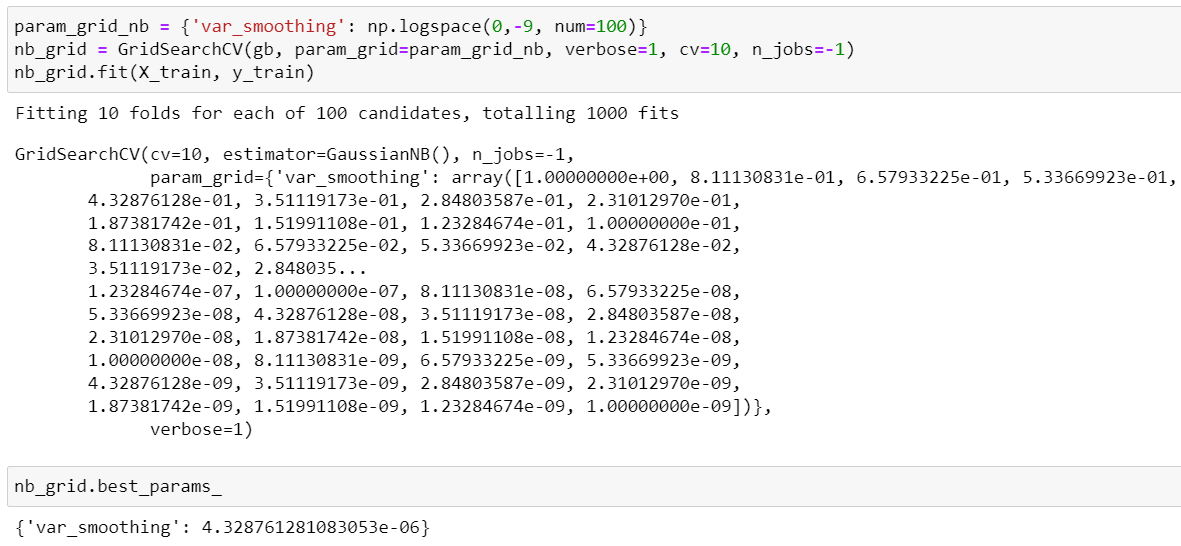 param_grid_nb = {'var_smoothing': np.logspace(0,-9, num=100)}
nb_grid = GridSearchCV(gb, param_grid=param_grid_nb, verbose=1, cv=10, n_jobs=-1)
nb_grid.fit(X_train, y_train)
Fitting 10 folds for each of 100 candidates, totalling 1000 fits
GridSearchCV(cv=10, estimator=GaussianNB(), n_jobs=-1,
param_grid={'var_smoothing': array([1.00000000e+00, 8.11130831e-01, 6.57933225e-01, 5.33669923e-01,
4.32876128e-01, 3.51119173e-01, 2.84803587e-01, 2.31012970e-01,
1.87381742e-01, 1.51991108e-01, 1.23284674e-01, 1.00000000e-01,
8.11130831e-02, 6.57933225e-02, 5.33669923e-02, 4.32876128e-02,
3.51119173e-02, 2.848035...
1.23284674e-07, 1.00000000e-07, 8.11130831e-08, 6.57933225e-08,
5.33669923e-08, 4.32876128e-08, 3.51119173e-08, 2.84803587e-08,
2.31012970e-08, 1.87381742e-08, 1.51991108e-08, 1.23284674e-08,
1.00000000e-08, 8.11130831e-09, 6.57933225e-09, 5.33669923e-09,
4.32876128e-09, 3.51119173e-09, 2.84803587e-09, 2.31012970e-09,
1.87381742e-09, 1.51991108e-09, 1.23284674e-09, 1.00000000e-09])},
verbose=1)
nb_grid.best_params_
{'var_smoothing': 4.328761281083053e-06}